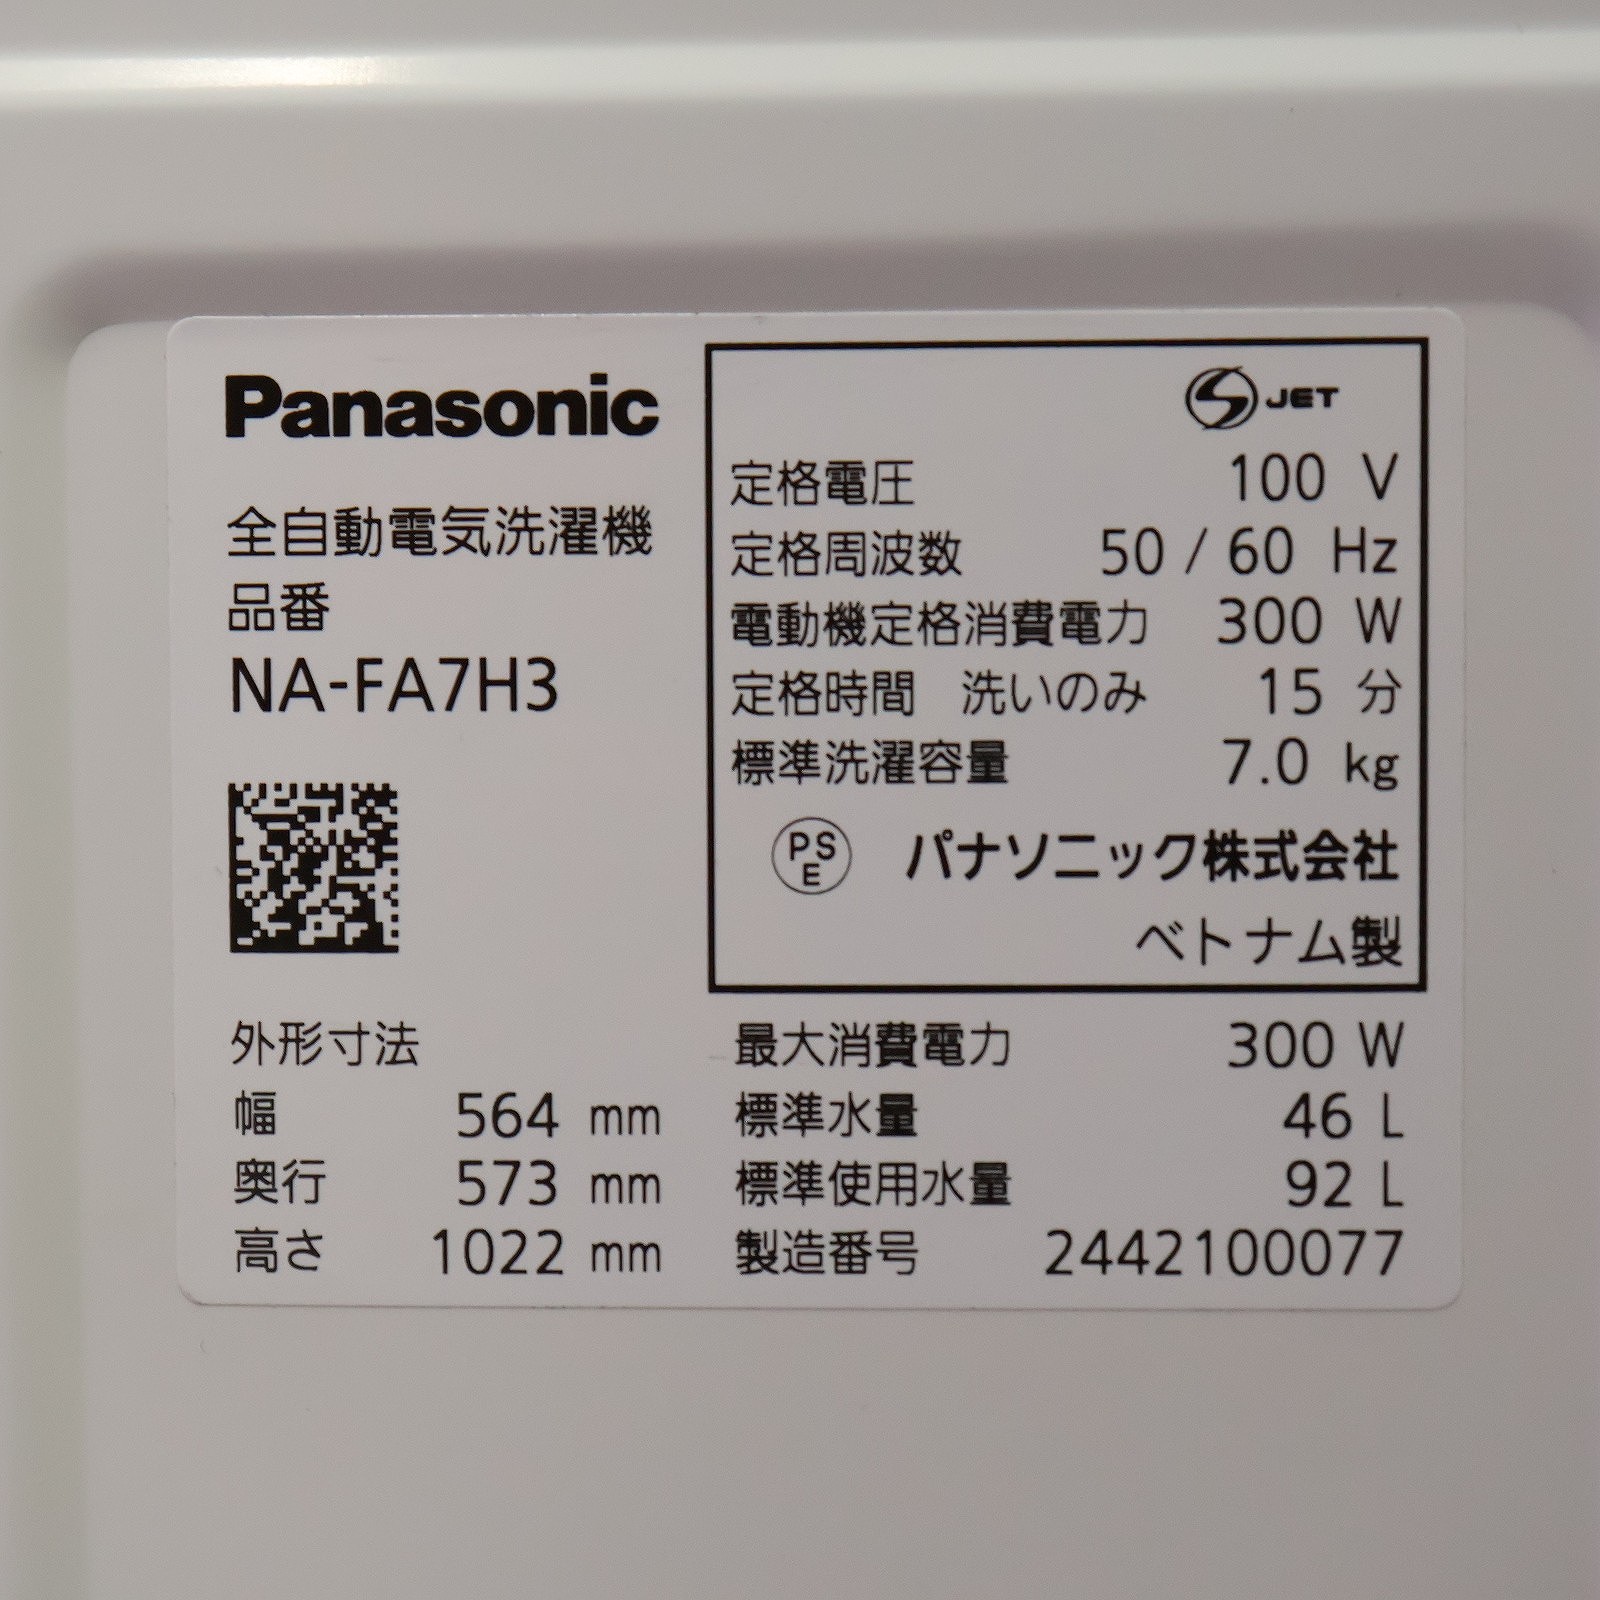 Panasonic
全自動電気洗濯機
品番
NA-FA7H3
JET
定格電圧 100 V
定格周波数 50 / 60 Hz
電動機定格消費電力 300 W
定格時間 洗いのみ 15 分
標準洗濯容量 7.0 kg
PSE パナソニック株式会社
ベトナム製
外形寸法
幅 564 mm
奥行 573 mm
高さ 1022 mm
最大消費電力 300 W
標準水量 46 L
標準使用水量 92 L
製造番号 2442100077